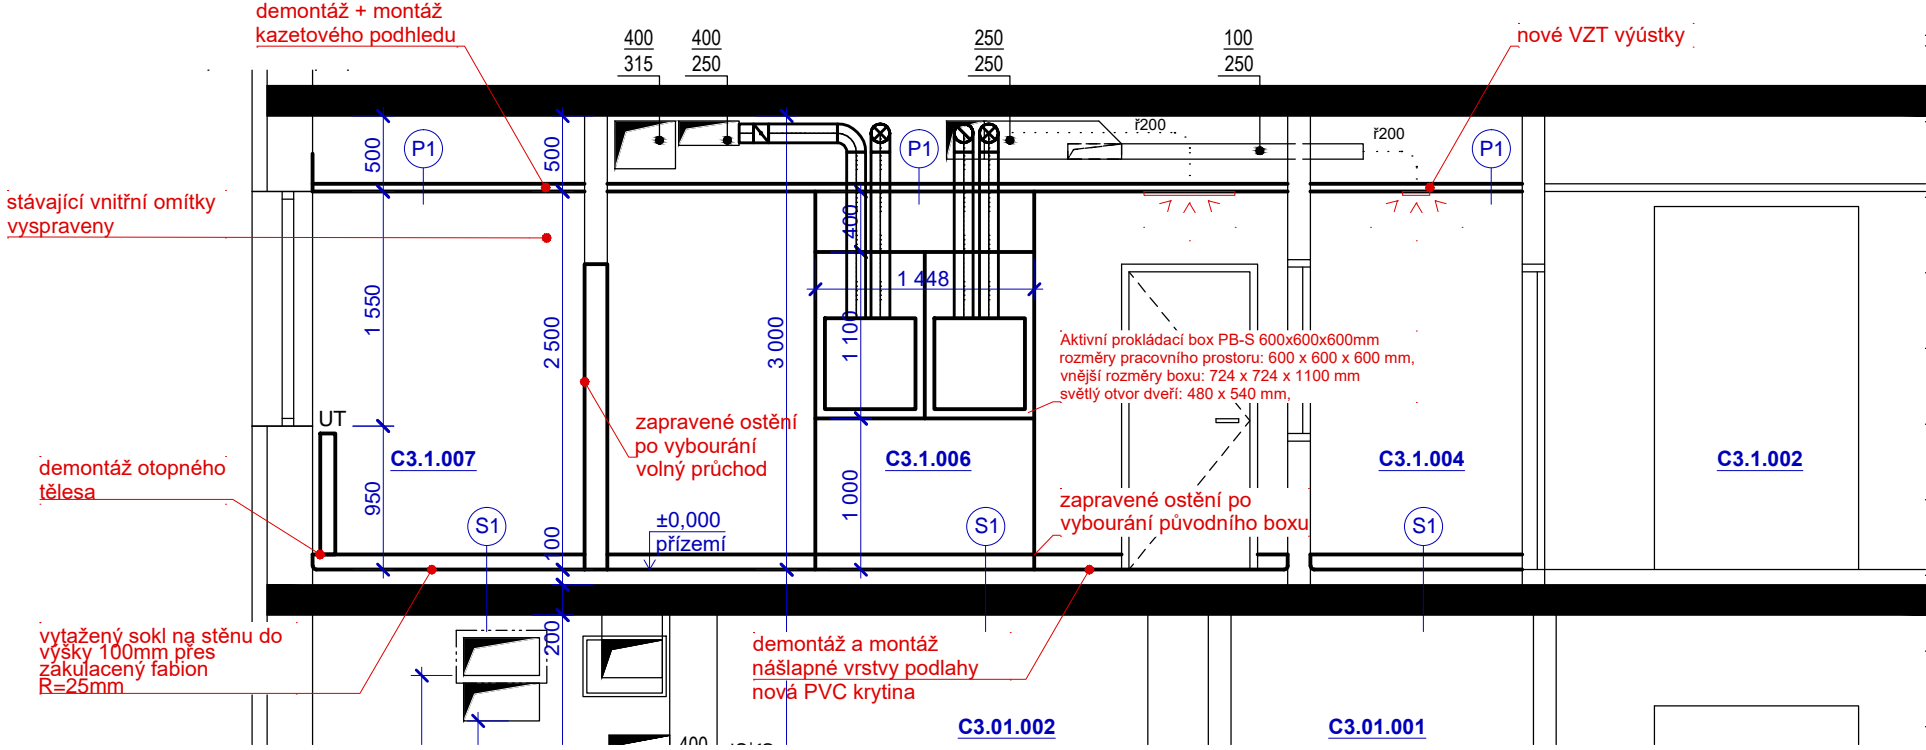 demontáž + montáž
kazetového podhledu
400
315
400
250
250
250
100
250
nové VZT výústky
ř200
ř200
P1
P1
P1
500
500
stávající vnitřní omítky
vyspraveny
400
1 448
1 550
2 500
3 000
1 100
Aktivní prokládací box PB-S 600x600x600mm
rozměry pracovního prostoru: 600 x 600 x 600 mm,
vnější rozměry boxu: 724 x 724 x 1100 mm
světlý otvor dveří: 480 x 540 mm,
UT
zapravené ostění
po vybourání
volný průchod
C3.1.007
C3.1.006
C3.1.004
C3.1.002
demontáž otopného
tělesa
950
1 000
zapravené ostění po
vybourání původního boxu
S1
S1
S1
±0,000
přízemí
100
vytažený sokl na stěnu do
výšky 100mm přes
zakulacený fabion
R=25mm
200
demontáž a montáž
nášlapné vrstvy podlahy
nová PVC krytina
C3.01.002
C3.01.001
400